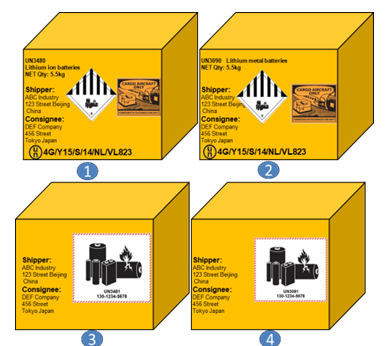 UN3480
Lithium ion batteries
NET Qty: 5.5kg
CARGO AIRCRAFT
ONLY
Shipper:
ABC Industry
123 Street Beijing
China
Consignee:
DEF Company
456 Street
Tokyo Japan
4G/Y15/S/14/NL/VL823
1
UN3090 Lithium metal batteries
NET Qty: 5.5kg
CARGO AIRCRAFT
ONLY
Shipper:
ABC Industry
123 Street Beijing,
China
Consignee:
DEF Company
456 Street
Tokyo Japan
4G/Y15/S/14/NL/VL823
2
Shipper:
ABC Industry
123 Street Beijing
China
Consignee:
DEF Company
456 Street
Tokyo Japan
UN3481
130-1234-5678
3
Shipper:
ABC Industry
123 Street Beijing
China
Consignee:
DEF Company
456 Street
Tokyo Japan
UN3091
130-1234-5678
4